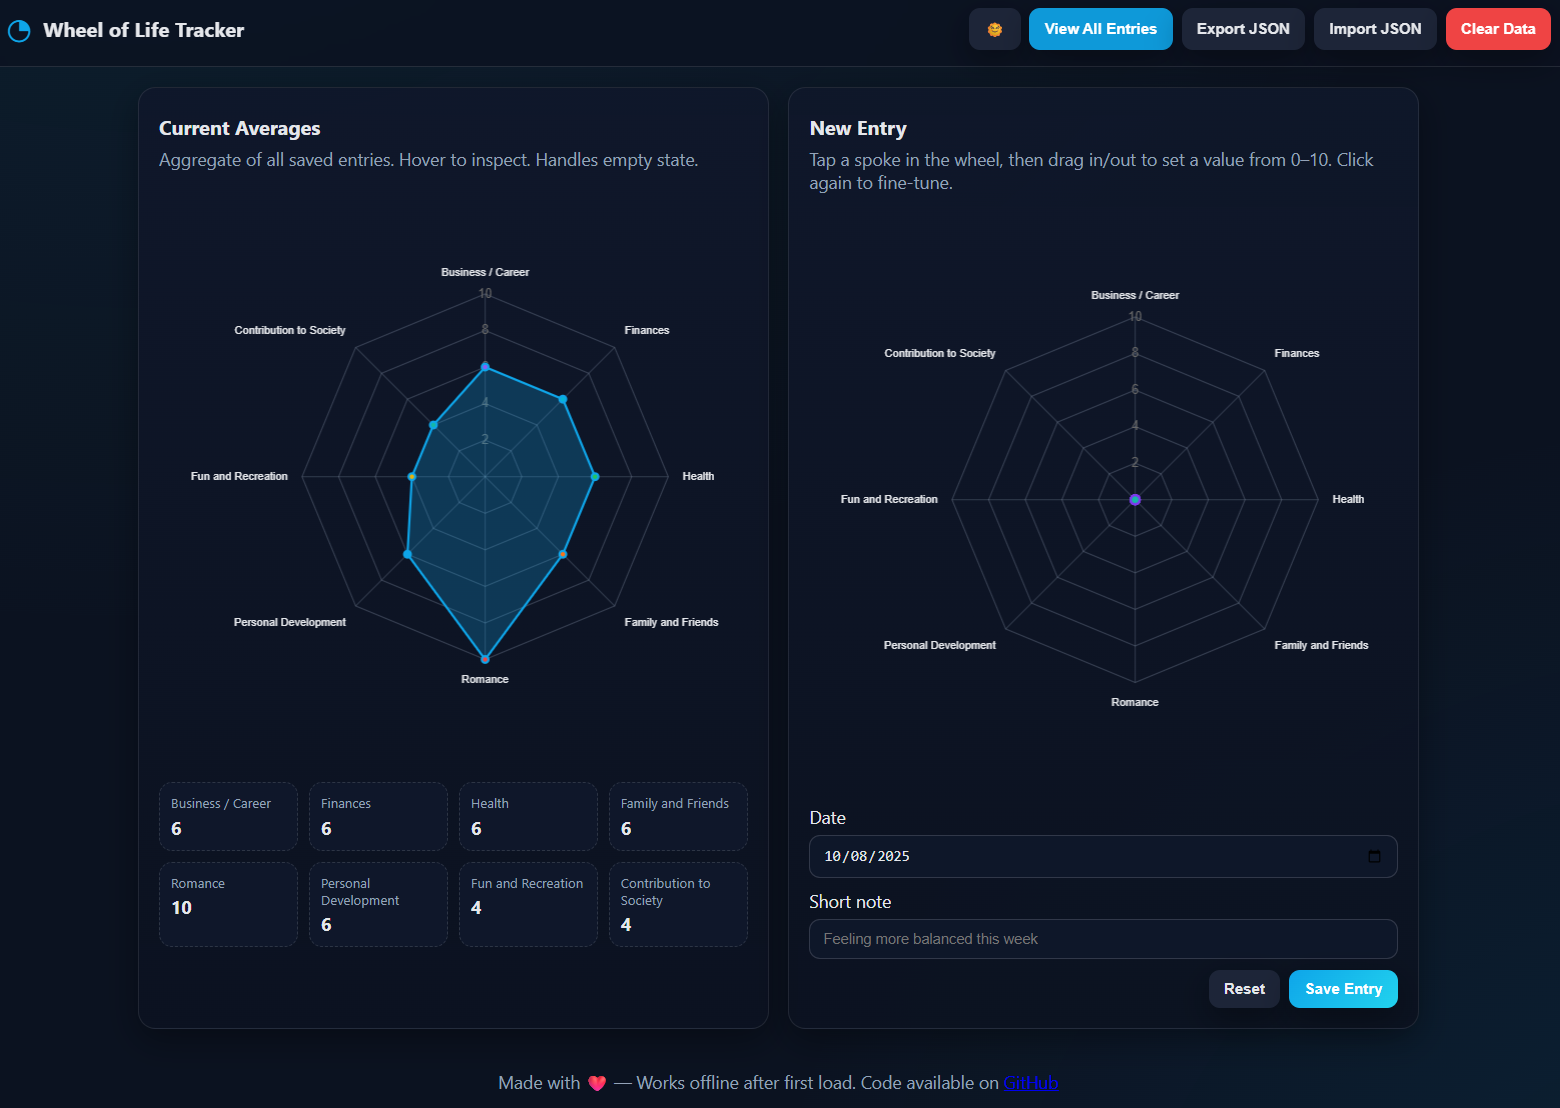 Wheel of Life Tracker
View All Entries
Export JSON
Import JSON
Clear Data
Current Averages
Aggregate of all saved entries. Hover to inspect. Handles empty state.
Business / Career
10
Contribution to Society
Finances
8
4
2
Fun and Recreation
Health
Personal Development
Family and Friends
Romance
Business / Career
6
Finances
6
Health
6
Family and Friends
6
Romance
10
Personal
Development
6
Fun and Recreation
4
Contribution to
Society
4
New Entry
Tap a spoke in the wheel, then drag in/out to set a value from 0–10. Click
again to fine-tune.
Business / Career
10
Contribution to Society
Finances
8
6
4
2
Fun and Recreation
Health
Personal Development
Family and Friends
Romance
Date
10/08/2025
Short note
Feeling more balanced this week
Reset
Save Entry
Made with ❤️ — Works offline after first load. Code available on GitHub